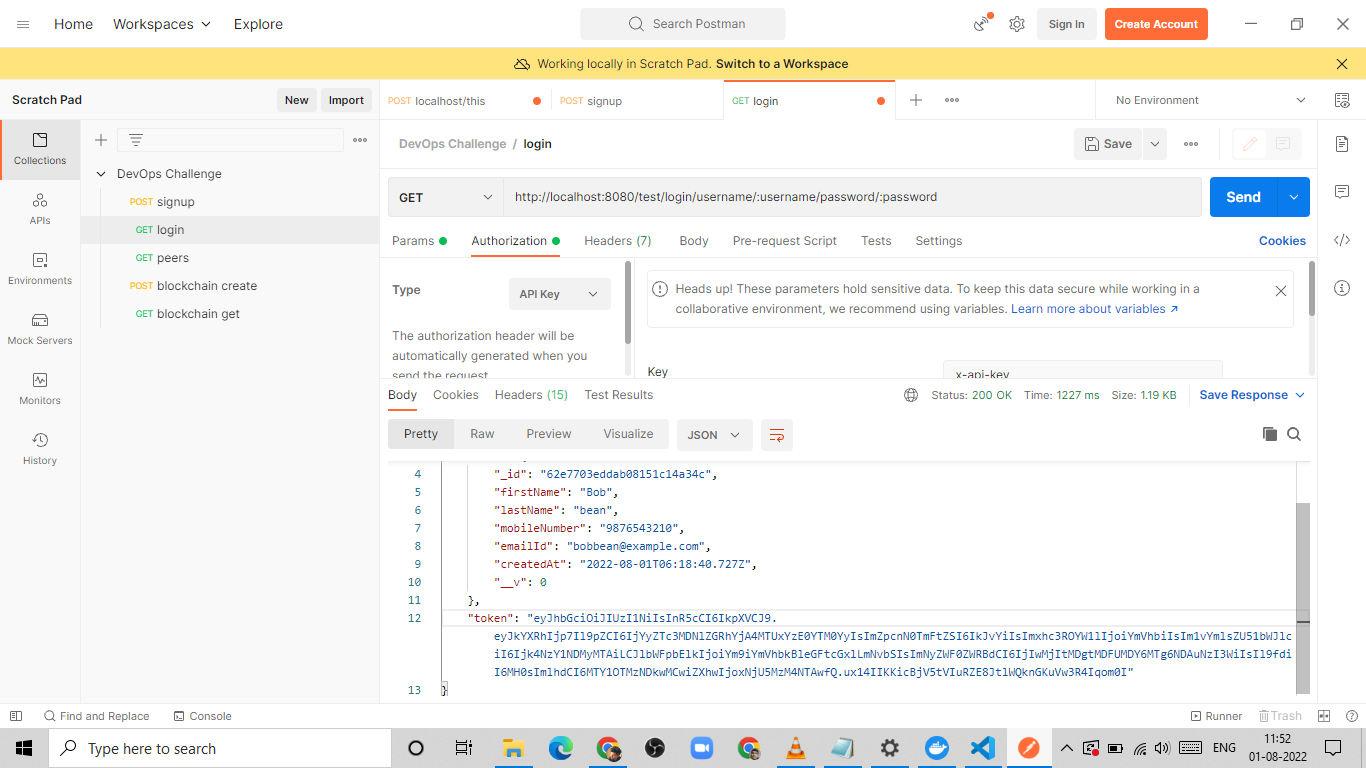 Home Workspaces Explore Search Postman Sign In Create Account
Working locally in Scratch Pad. Switch to a Workspace
Scratch Pad New Import POST localhost/this POST signup GET login No Environment
Collections
APIs
Environments
Mock Servers
Monitors
History
DevOps Challenge
POST signup
GET login
GET peers
POST blockchain create
GET blockchain get
DevOps Challenge / login Save
GET http://localhost:8080/test/login/username/:username/password/:password Send
Params Authorization Headers (7) Body Pre-request Script Tests Settings Cookies
Type API Key
The authorization header will be
automatically generated when you
send the request.
Heads up! These parameters hold sensitive data. To keep this data secure while working in a
collaborative environment, we recommend using variables. Learn more about variables ↗
Key x-api-key
Body Cookies Headers (15) Test Results Status: 200 OK Time: 1227 ms Size: 1.19 KB Save Response
Pretty Raw Preview Visualize JSON
4 "_id": "62e7703eddab08151c14a34c",
5 "firstName": "Bob",
6 "lastName": "bean",
7 "mobileNumber": "9876543210",
8 "emailId": "bobbean@example.com",
9 "createdAt": "2022-08-01T06:18:40.727Z",
10 "__v": 0
11 },
12 "token": "eyJhbGciOiJIUzI1NiIsInR5cCI6IkpXVCJ9.
eyJkYXRhIjp7Il9pZCI6IjYyZTc3MDNlZGRhYjA4MTUxYzE0YTM0YyIsImZpcnN0TmFtZSI6IkJvYiIsImxhc3ROYW1lIjoiYmVhbiIsIm1vYmlsZU51bWJlc
iI6Ijk4NzY1NDMyMTAiLCJlbWFpbElkIjoiYm9iYmVhbkBleGFtcGxlLmNvbSIsImNyZWF0ZWRBdCI6IjIwMjItMDgtMDFUMDY6MTg6NDAuNzI3WiIsIl9fdi
I6MH0sImlhdCI6MTY1OTMzNDkwMCwiZXhwIjoxNjU5MzM4NTAwfQ.ux14IIKKicBjV5tVIuRZE8JtlWQknGKuVw3R4Iqom0I"
13 }
Find and Replace Console Runner Trash
Type here to search ENG 11:52
01-08-2022